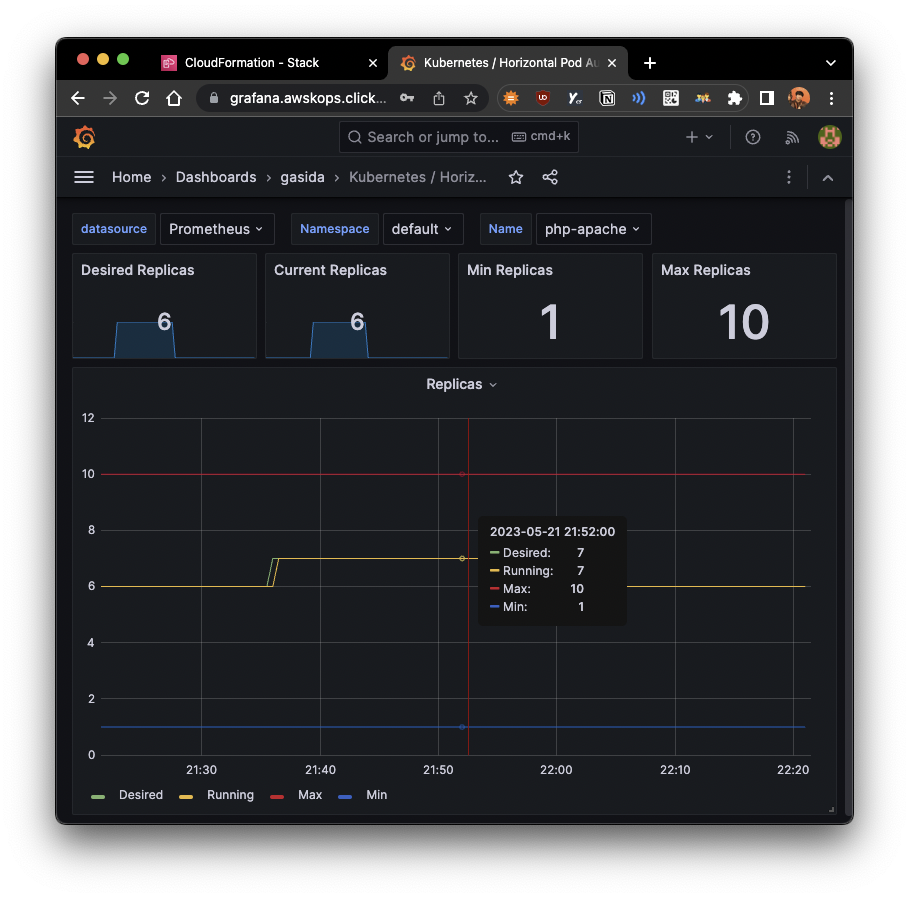 CloudFormation - Stack
Kubernetes / Horizontal Pod Au
grafana.awskops.click...
Search or jump to... cmd+k
Home › Dashboards › gasida › Kubernetes / Horiz...
datasource Prometheus Namespace default Name php-apache
Desired Replicas Current Replicas Min Replicas Max Replicas
6 6 1 10
Replicas
12
10
8
6
4
2
0
2023-05-21 21:52:00
Desired: 7
Running: 7
Max: 10
Min: 1
21:30 21:40 21:50 22:00 22:10 22:20
Desired Running Max Min